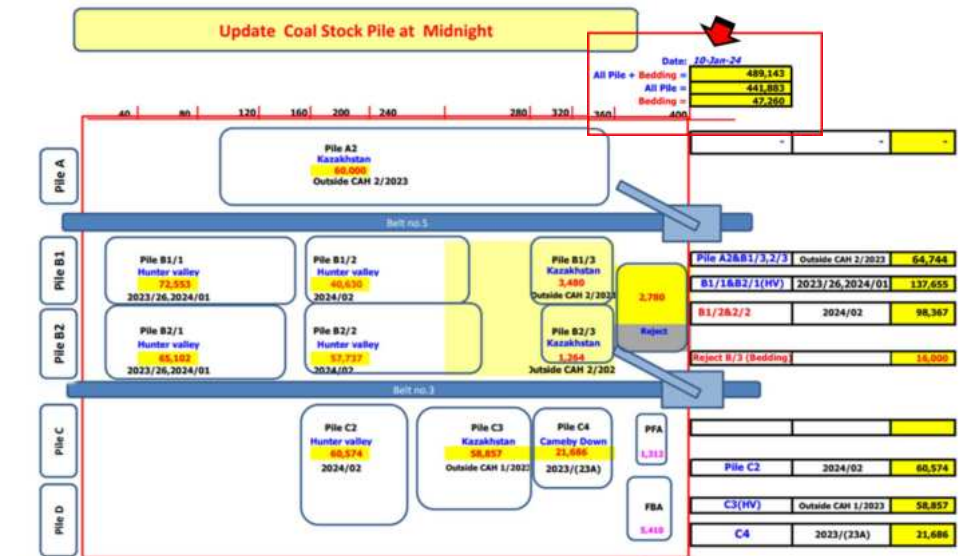 Update Coal Stock Pile at Midnight
Date: 10-Jan-24
All Pile + Bedding = 489,143
All Pile = 441,883
Bedding = 47,260
40 80 120 160 200 240 280 320 360 400
Pile A
Pile A2
Kazakhstan
60,000
Outside CAH 2/2023
- - -
Belt no.5
Pile B1
Pile B1/1
Hunter valley
72,553
2023/26,2024/01
Pile B1/2
Hunter valley
40,630
2024/02
Pile B1/3
Kazakhstan
3,480
Outside CAH 2/2023
2,780
Reject
Pile A2&B1/3,2/3 Outside CAH 2/2023 64,744
B1/1&B2/1(HV) 2023/26,2024/01 137,655
B1/2&2/2 2024/02 98,367
Reject B/3 (Bedding) 16,000
Pile B2
Pile B2/1
Hunter valley
65,102
2023/26,2024/01
Pile B2/2
Hunter valley
57,737
2024/02
Pile B2/3
Kazakhstan
1,264
Outside CAH 2/202
Belt no.3
Pile C
Pile C2
Hunter valley
60,574
2024/02
Pile C3
Kazakhstan
58,857
Outside CAH 1/2023
Pile C4
Cameby Down
21,686
2023/(23A)
PFA
1,312
Pile D
FBA
5,410
Pile C2 2024/02 60,574
C3(HV) Outside CAH 1/2023 58,857
C4 2023/(23A) 21,686